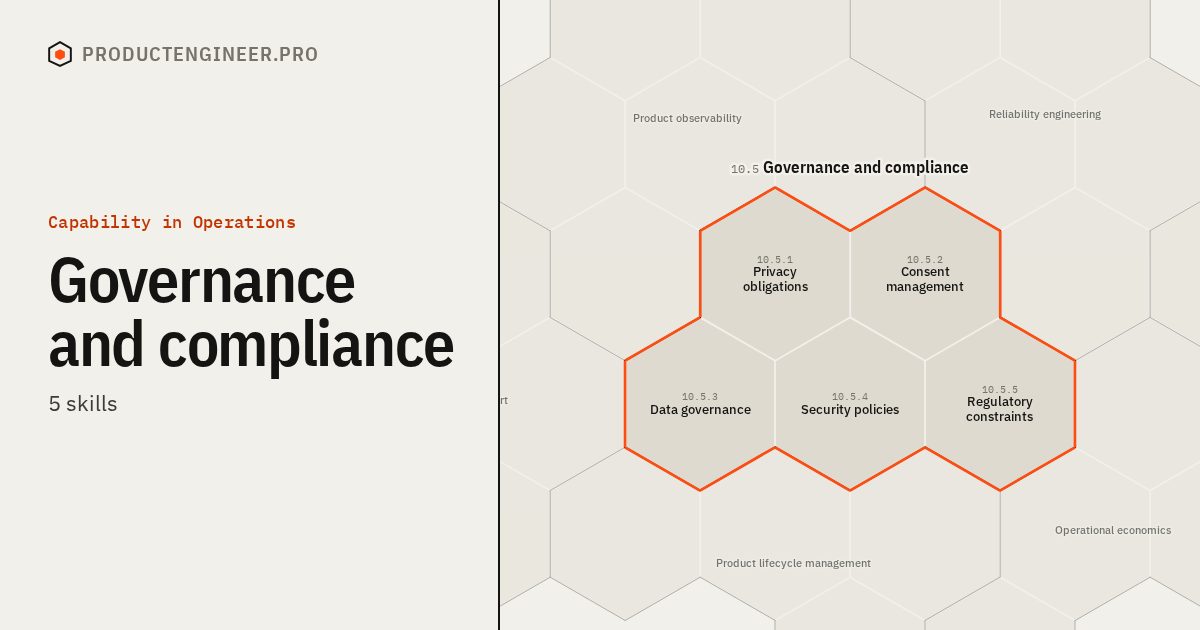 PRODUCTENGINEER.PRO
Capability in Operations
Governance
and compliance
5 skills
Product observability
Reliability engineering
10.5 Governance and compliance
10.5.1
Privacy
obligations
10.5.2
Consent
management
10.5.3
Data governance
10.5.4
Security policies
10.5.5
Regulatory
constraints
rt
Operational economics
Product lifecycle management